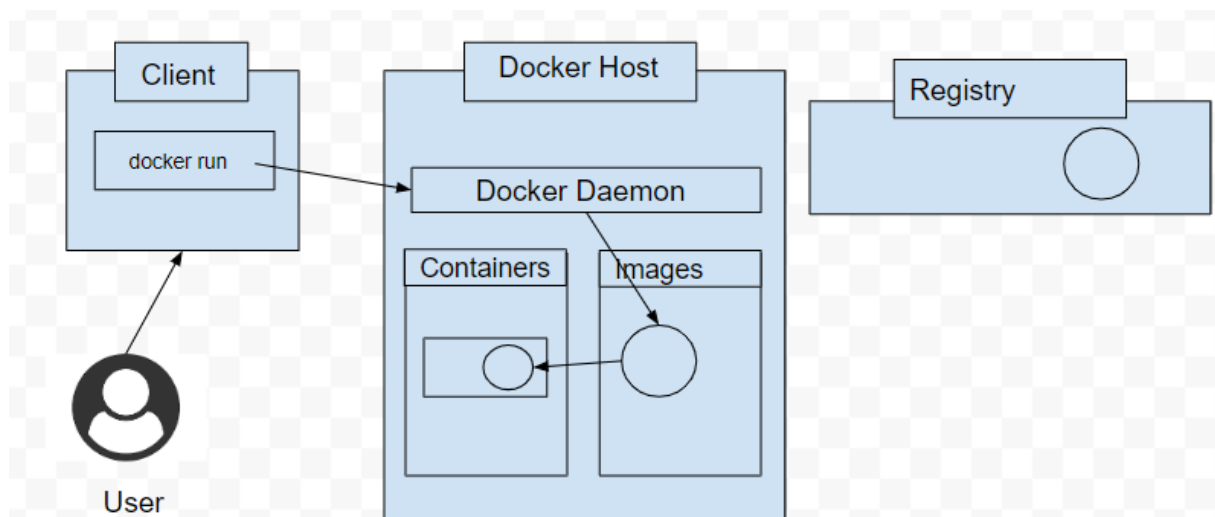 Client
Docker Host
Registry
docker run
Docker Daemon
Containers
Images
User